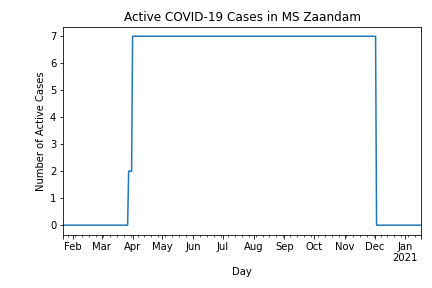 Active COVID-19 Cases in MS Zaandam
Number of Active Cases
7
6
5
4
3
2
1
0
Feb Mar Apr May Jun Jul Aug Sep Oct Nov Dec Jan
2021
Day